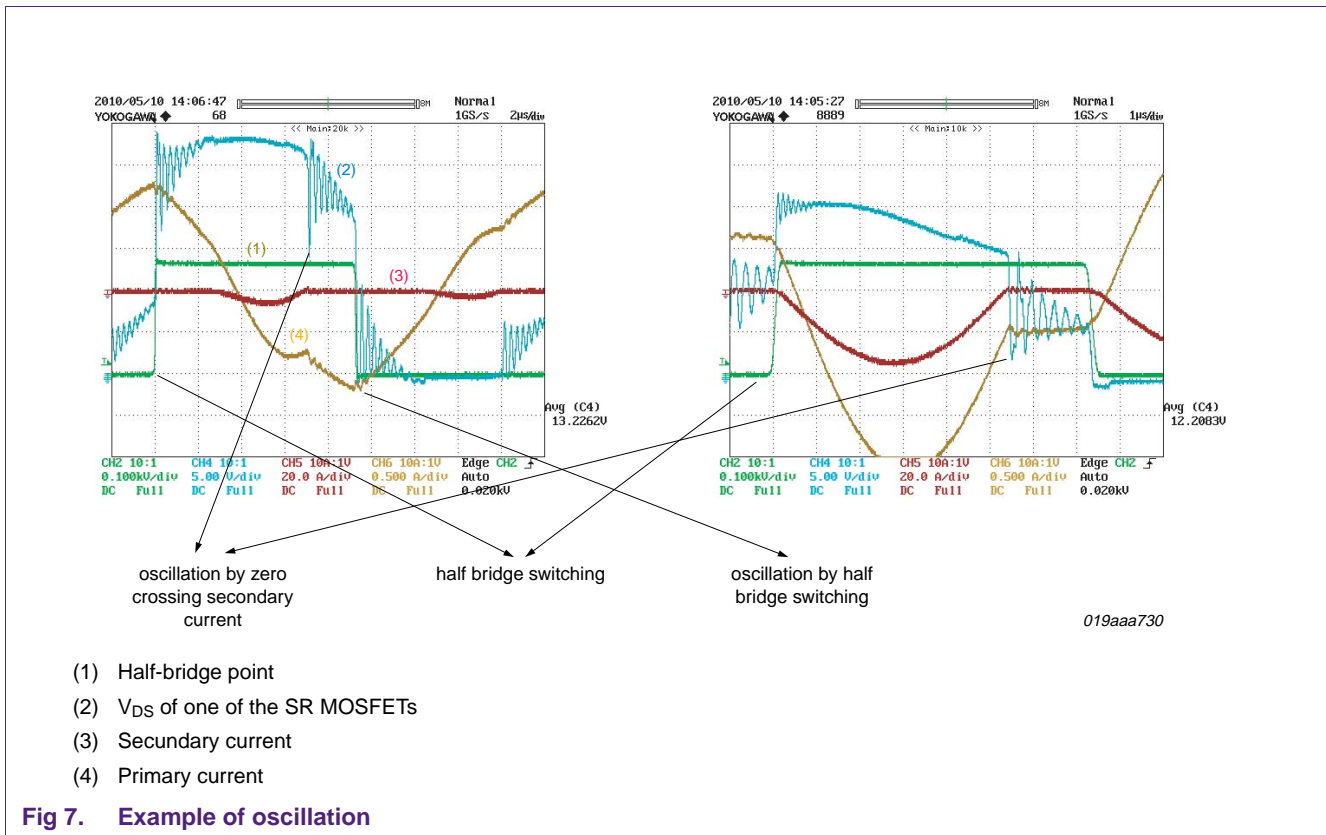 2010/05/10 14:06:47 8M Normal
YOKOGAWA ◆ 68 1GS/s 2µs/div
<< Main:20k >>
(2)
(1)
(3)
(4)
Avg (C4)
13.2262V
CH2 10:1 CH4 10:1 CH5 10A:1V CH6 10A:1V Edge CH2
0.100kV/div 5.00 V/div 20.0 A/div 0.500 A/div Auto
DC Full DC Full DC Full DC Full 0.020kV
2010/05/10 14:05:27 8M Normal
YOKOGAWA ◆ 8889 1GS/s 1µs/div
<< Main:10k >>
Avg (C4)
12.2083V
CH2 10:1 CH4 10:1 CH5 10A:1V CH6 10A:1V Edge CH2
0.100kV/div 5.00 V/div 20.0 A/div 0.500 A/div Auto
DC Full DC Full DC Full DC Full 0.020kV
oscillation by zero
crossing secondary
current
half bridge switching
oscillation by half
bridge switching
019aaa730
(1) Half-bridge point
(2) VDS of one of the SR MOSFETs
(3) Secundary current
(4) Primary current
Fig 7. Example of oscillation